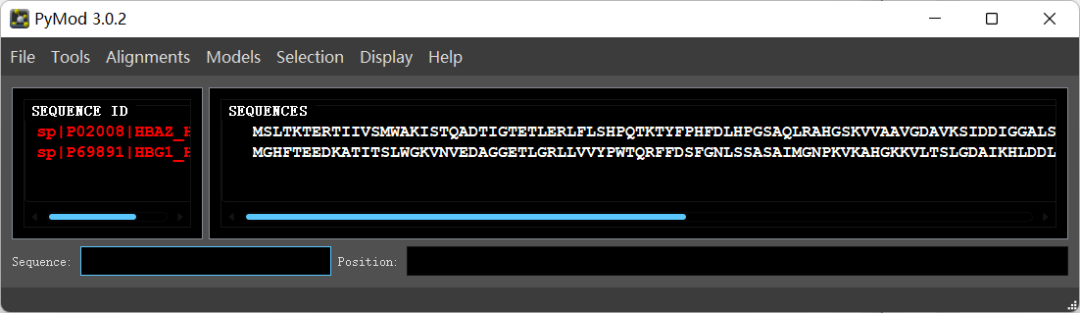 PyMod 3.0.2
File Tools Alignments Models Selection Display Help
SEQUENCE ID
SEQUENCES
sp|P02008|HBAZ_H
MSLTKTERTIIVSMWAKISTQADTIGTETLERLFLSHPQTKTYFPHFDLHPGSAQLRAHGSKVVAAVGDAVKSIDDIGGALS
sp|P69891|HBG1_H
MGHFTEEDKATITSLWGKVNVEDAGGETLGRLLVVYPWTQRFFDSFGNLSSASAIMGNPKVKAHGKKVLTSLGDAIKHLDDL
Sequence:
Position: